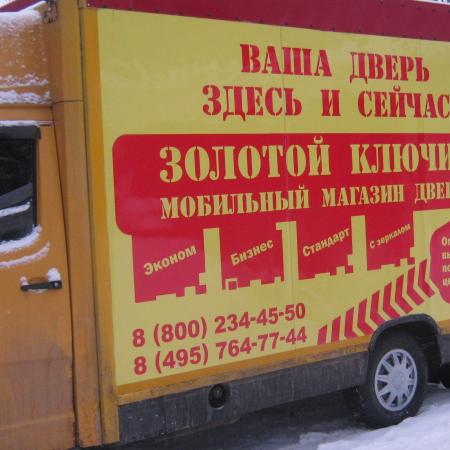 ВАША ДВЕРЬ
ЗДЕСЬ И СЕЙЧАС
ЗОЛОТОЙ КЛЮЧИ
МОБИЛЬНЫЙ МАГАЗИН ДВЕ
Эконом
Бизнес
Стандарт
С зеркалом
8 (800) 234-45-50
8 (495) 764-77-44